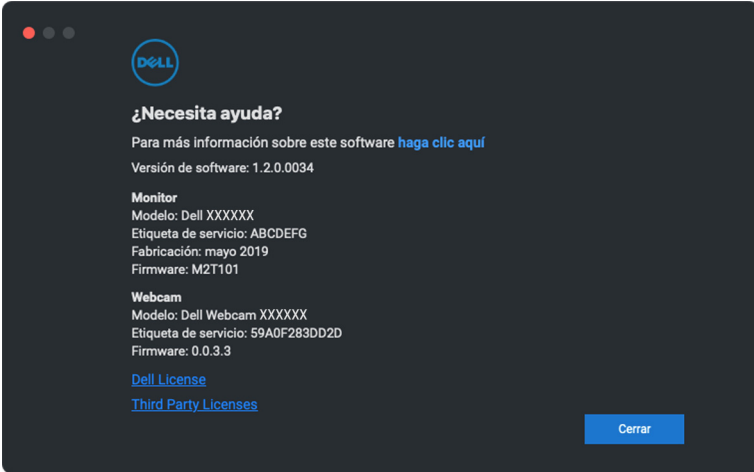 DELL
¿Necesita ayuda?
Para más información sobre este software haga clic aquí
Versión de software: 1.2.0.0034
Monitor
Modelo: Dell XXXXXX
Etiqueta de servicio: ABCDEFG
Fabricación: mayo 2019
Firmware: M2T101
Webcam
Modelo: Dell Webcam XXXXXX
Etiqueta de servicio: 59A0F283DD2D
Firmware: 0.0.3.3
Dell License
Third Party Licenses
Cerrar